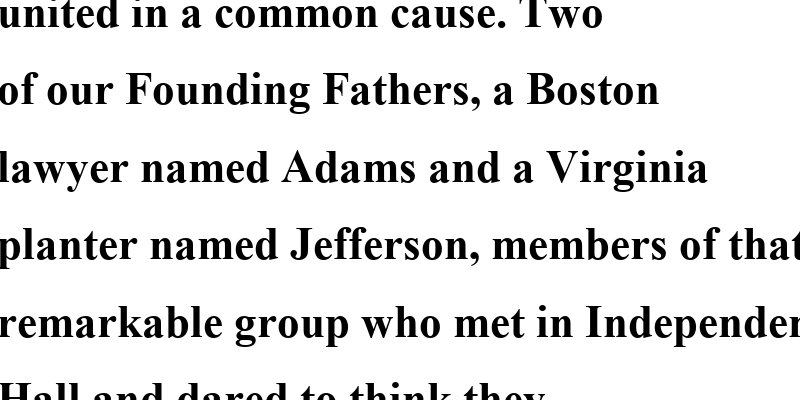 united in a common cause. Two
of our Founding Fathers, a Boston
lawyer named Adams and a Virginia
planter named Jefferson, members of that
remarkable group who met in Independen
Hall and dared to think they